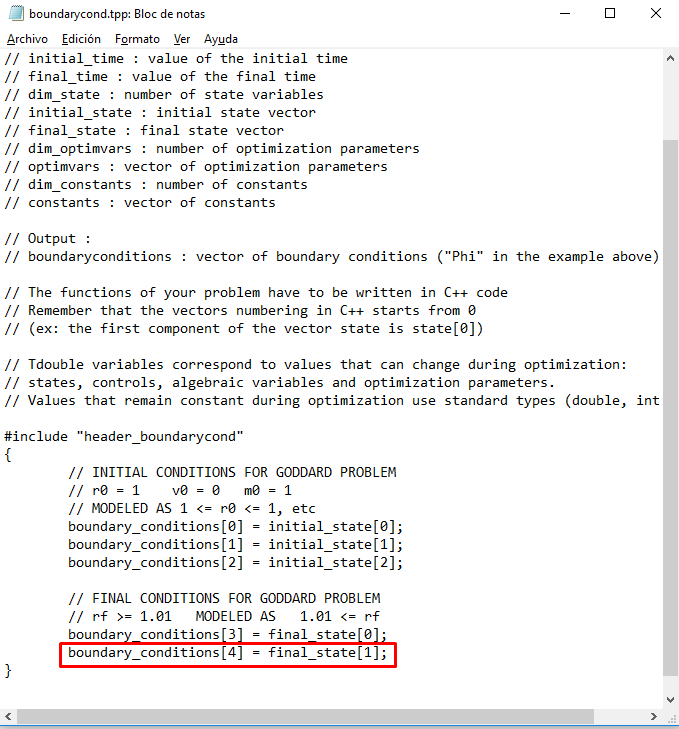 boundarycond.tpp: Bloc de notas
Archivo Edición Formato Ver Ayuda
// initial_time : value of the initial time
// final_time : value of the final time
// dim_state : number of state variables
// initial_state : initial state vector
// final_state : final state vector
// dim_optimvars : number of optimization parameters
// optimvars : vector of optimization parameters
// dim_constants : number of constants
// constants : vector of constants
// Output :
// boundaryconditions : vector of boundary conditions ("Phi" in the example above)
// The functions of your problem have to be written in C++ code
// Remember that the vectors numbering in C++ starts from 0
// (ex: the first component of the vector state is state[0])
// Tdouble variables correspond to values that can change during optimization:
// states, controls, algebraic variables and optimization parameters.
// Values that remain constant during optimization use standard types (double, int
#include "header_boundarycond"
{
// INITIAL CONDITIONS FOR GODDARD PROBLEM
// r0 = 1 v0 = 0 m0 = 1
// MODELED AS 1 <= r0 <= 1, etc
boundary_conditions[0] = initial_state[0];
boundary_conditions[1] = initial_state[1];
boundary_conditions[2] = initial_state[2];
// FINAL CONDITIONS FOR GODDARD PROBLEM
// rf >= 1.01 MODELED AS 1.01 <= rf
boundary_conditions[3] = final_state[0];
boundary_conditions[4] = final_state[1];
}